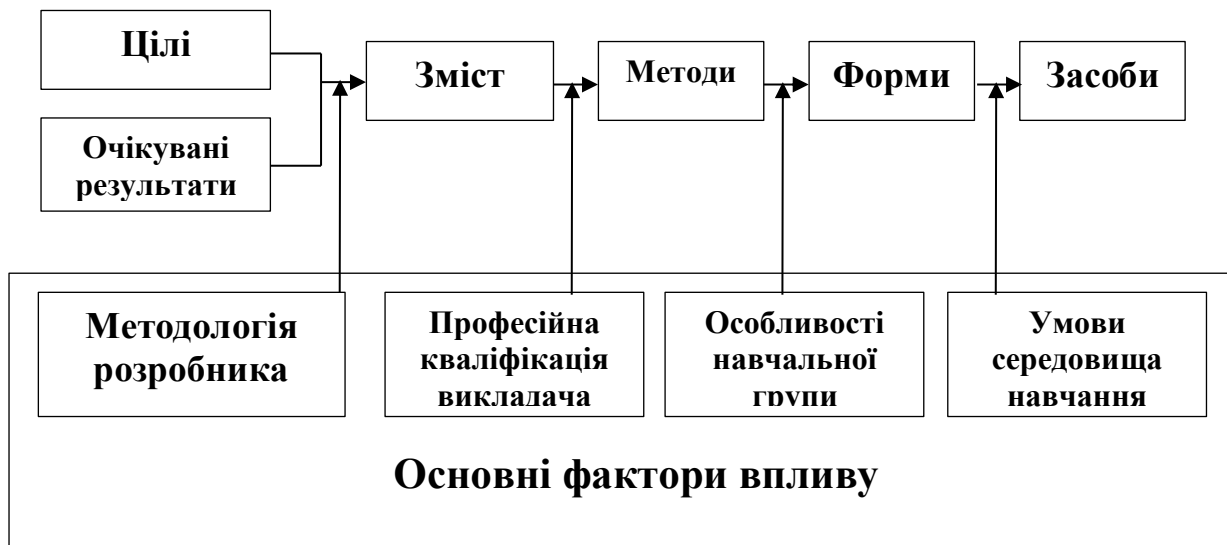 Цілі
Зміст
Методи
Форми
Засоби
Очікувані
результати
Методологія
розробника
Професійна
кваліфікація
викладача
Особливості
навчальної
групи
Умови
середовища
навчання
Основні фактори впливу